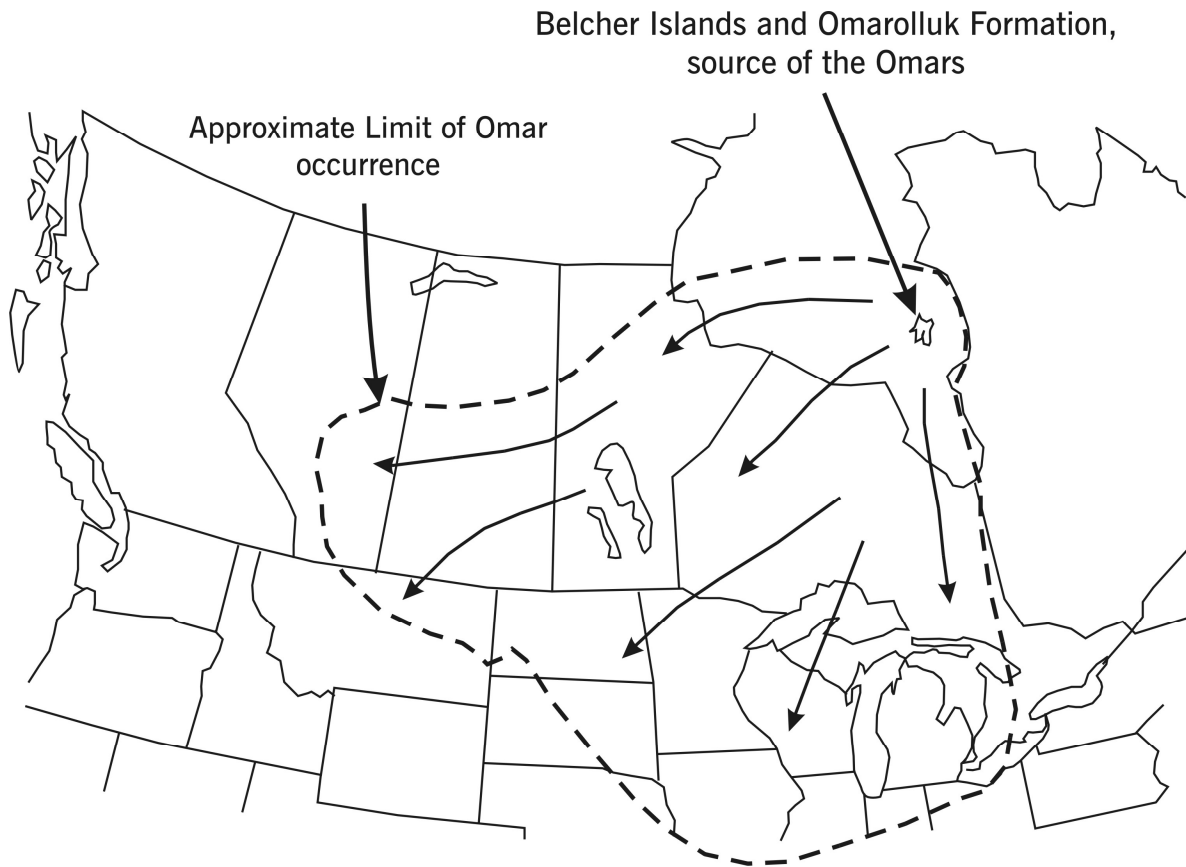 Belcher Islands and Omarolluk Formation,
source of the Omars
Approximate Limit of Omar
occurrence